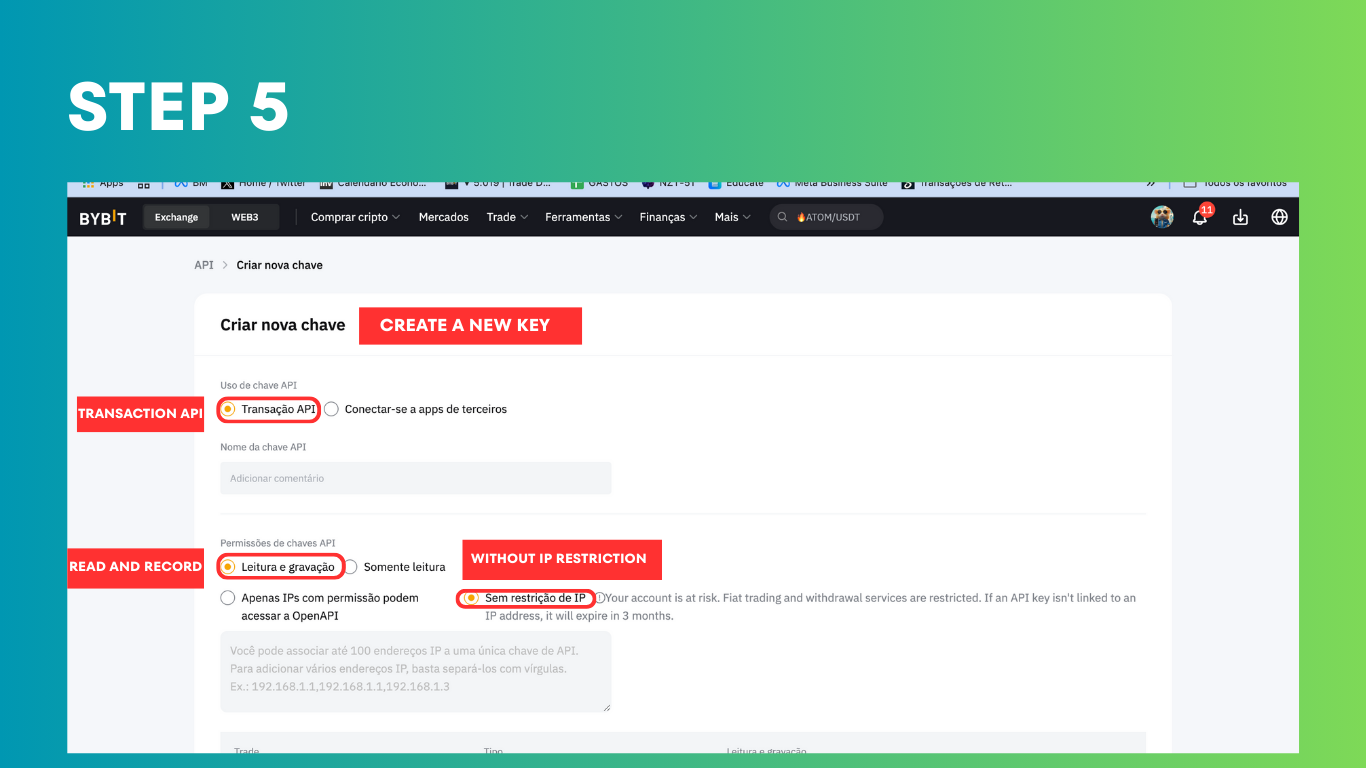 STEP 5
Apps BM Home / Twitter Calendário Econô... GASTOS NZT-51 Educate Meta Business Suite Transações de Ret... » Todos os favoritos
BYBIT Exchange WEB3 Comprar cripto Mercados Trade Ferramentas Finanças Mais ATOM/USDT 11
API > Criar nova chave
Criar nova chave CREATE A NEW KEY
Uso de chave API
TRANSACTION API Transação API Conectar-se a apps de terceiros
Nome da chave API
Adicionar comentário
Permissões de chaves API
READ AND RECORD Leitura e gravação Somente leitura WITHOUT IP RESTRICTION
Apenas IPs com permissão podem
acessar a OpenAPI
Sem restrição de IP Your account is at risk. Fiat trading and withdrawal services are restricted. If an API key isn't linked to an
IP address, it will expire in 3 months.
Você pode associar até 100 endereços IP a uma única chave de API.
Para adicionar vários endereços IP, basta separá-los com vírgulas.
Ex.: 192.168.1.1,192.168.1.1,192.168.1.3
Trade Tipo Leitura e gravação